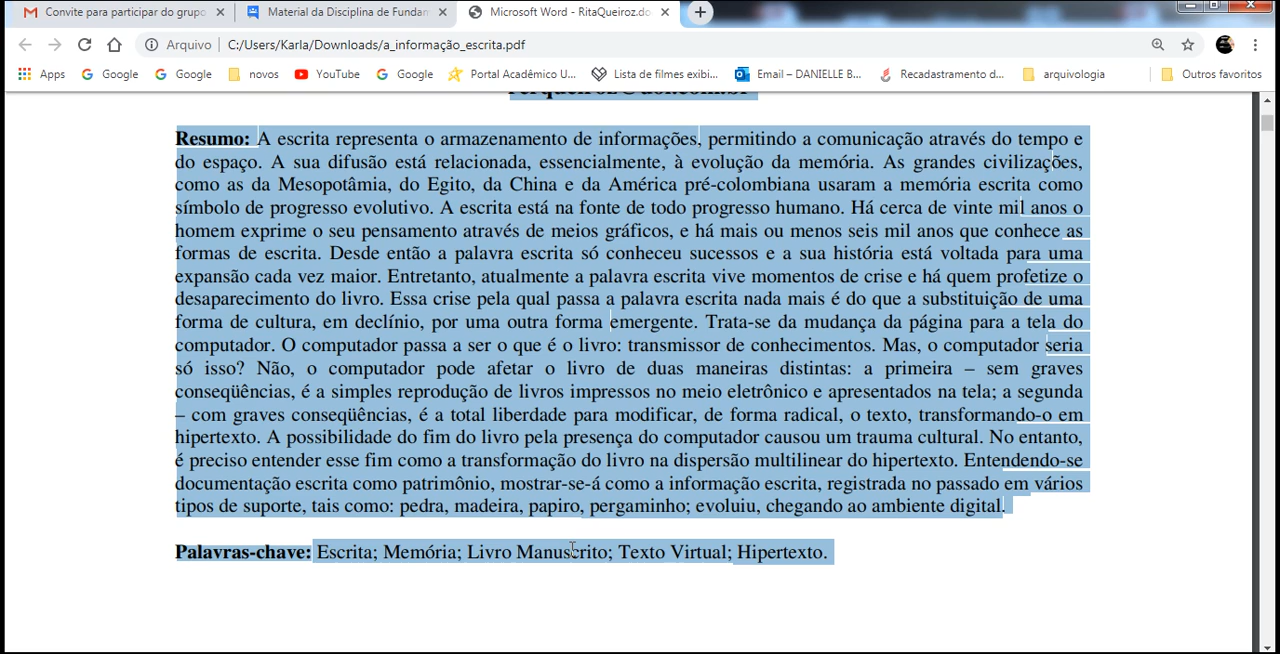 Convite para participar do grupo
Material da Disciplina de Fundam
Microsoft Word - RitaQueiroz.doc
Arquivo
C:/Users/Karla/Downloads/a_informação_escrita.pdf
Apps
Google
Google
novos
YouTube
Google
Portal Acadêmico U...
Lista de filmes exibi...
Email – DANIELLE B...
Recadastramento d...
arquivologia
Outros favoritos
Resumo: A escrita representa o armazenamento de informações, permitindo a comunicação através do tempo e
do espaço. A sua difusão está relacionada, essencialmente, à evolução da memória. As grandes civilizações,
como as da Mesopotâmia, do Egito, da China e da América pré-colombiana usaram a memória escrita como
símbolo de progresso evolutivo. A escrita está na fonte de todo progresso humano. Há cerca de vinte mil anos o
homem exprime o seu pensamento através de meios gráficos, e há mais ou menos seis mil anos que conhece as
formas de escrita. Desde então a palavra escrita só conheceu sucessos e a sua história está voltada para uma
expansão cada vez maior. Entretanto, atualmente a palavra escrita vive momentos de crise e há quem profetize o
desaparecimento do livro. Essa crise pela qual passa a palavra escrita nada mais é do que a substituição de uma
forma de cultura, em declínio, por uma outra forma emergente. Trata-se da mudança da página para a tela do
computador. O computador passa a ser o que é o livro: transmissor de conhecimentos. Mas, o computador seria
só isso? Não, o computador pode afetar o livro de duas maneiras distintas: a primeira – sem graves
conseqüências, é a simples reprodução de livros impressos no meio eletrônico e apresentados na tela; a segunda
– com graves conseqüências, é a total liberdade para modificar, de forma radical, o texto, transformando-o em
hipertexto. A possibilidade do fim do livro pela presença do computador causou um trauma cultural. No entanto,
é preciso entender esse fim como a transformação do livro na dispersão multilinear do hipertexto. Entendendo-se
documentação escrita como patrimônio, mostrar-se-á como a informação escrita, registrada no passado em vários
tipos de suporte, tais como: pedra, madeira, papiro, pergaminho; evoluiu, chegando ao ambiente digital.
Palavras-chave: Escrita; Memória; Livro Manuscrito; Texto Virtual; Hipertexto.